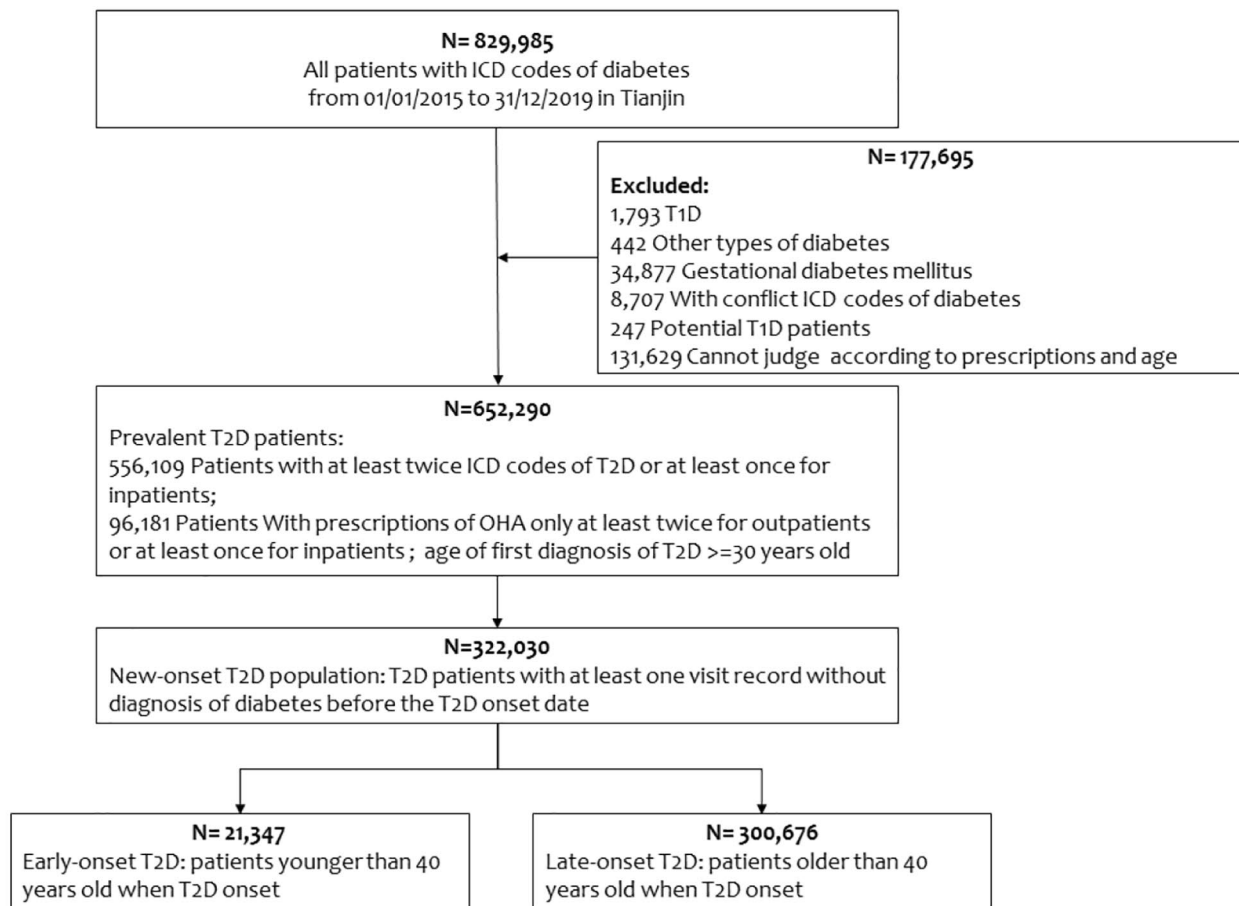 N= 829,985
All patients with ICD codes of diabetes
from 01/01/2015 to 31/12/2019 in Tianjin
N= 177,695
Excluded:
1,793 T1D
442 Other types of diabetes
34,877 Gestational diabetes mellitus
8,707 With conflict ICD codes of diabetes
247 Potential T1D patients
131,629 Cannot judge according to prescriptions and age
N=652,290
Prevalent T2D patients:
556,109 Patients with at least twice ICD codes of T2D or at least once for
inpatients;
96,181 Patients With prescriptions of OHA only at least twice for outpatients
or at least once for inpatients ; age of first diagnosis of T2D >=30 years old
N=322,030
New-onset T2D population: T2D patients with at least one visit record without
diagnosis of diabetes before the T2D onset date
N= 21,347
Early-onset T2D: patients younger than 40
years old when T2D onset
N= 300,676
Late-onset T2D: patients older than 40
years old when T2D onset